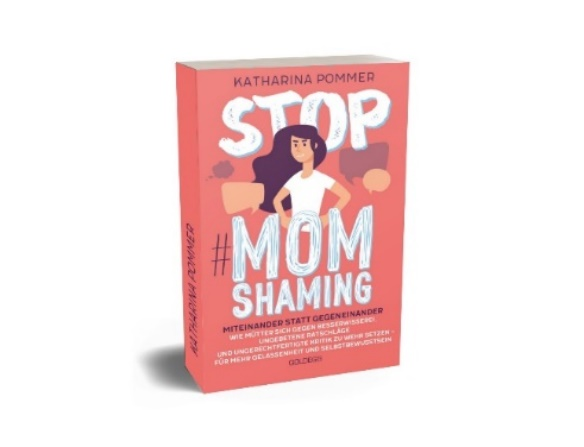 KATHARINA POMMER
STOP
#MOM
SHAMING
MITEINANDER STATT GEGENEINANDER
WIE MÜTTER SICH GEGEN BESSERWISSEREI,
UNGEBETENE RATSCHLÄGE
UND UNGERECHTFERTIGTE KRITIK ZU WEHR SETZEN –
FÜR MEHR GELASSENHEIT UND SELBSTBEWUSSTSEIN
GOLDEGG
KATHARINA POMMER